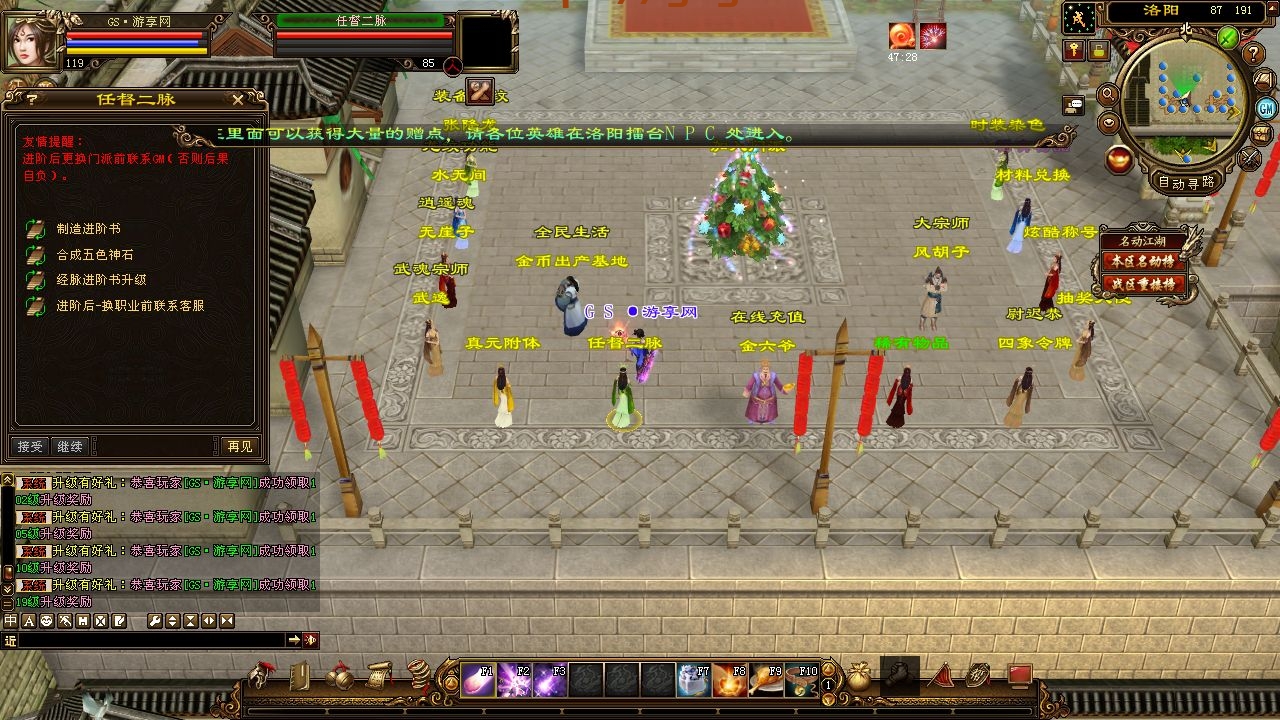 GS·游享网
119
任督二脉
85
47:28
洛阳
87 191
北
自动寻路
GM
名动江湖
本区名动榜
战区重楼榜
里面可以获得大量的赠点, 请各位英雄在洛阳擂台NPC处进入。
任督二脉
友情提醒:
进阶后更换门派前联系GM(否则后果
自负)。
制造进阶书
合成五色神石
经脉进阶书升级
进阶后-换职业前联系客服
接受
继续
再见
时装染色
水无间
材料兑换
逍遥魂
无崖子
全民生活
大宗师
炫酷称号
武魂宗师
金币出产基地
风胡子
武逸
GS●游享网
在线充值
尉迟恭
真元附体
任督二脉
金六爷
稀有物品
四象令牌
升级有好礼:恭喜玩家[GS·游享网]成功领取1
02级升级奖励
升级有好礼:恭喜玩家[GS·游享网]成功领取1
05级升级奖励
升级有好礼:恭喜玩家[GS·游享网]成功领取1
10级升级奖励
升级有好礼:恭喜玩家[GS·游享网]成功领取1
19级升级奖励
中 A
近
F1 F2 F3 F7 F8 F9 F10
1